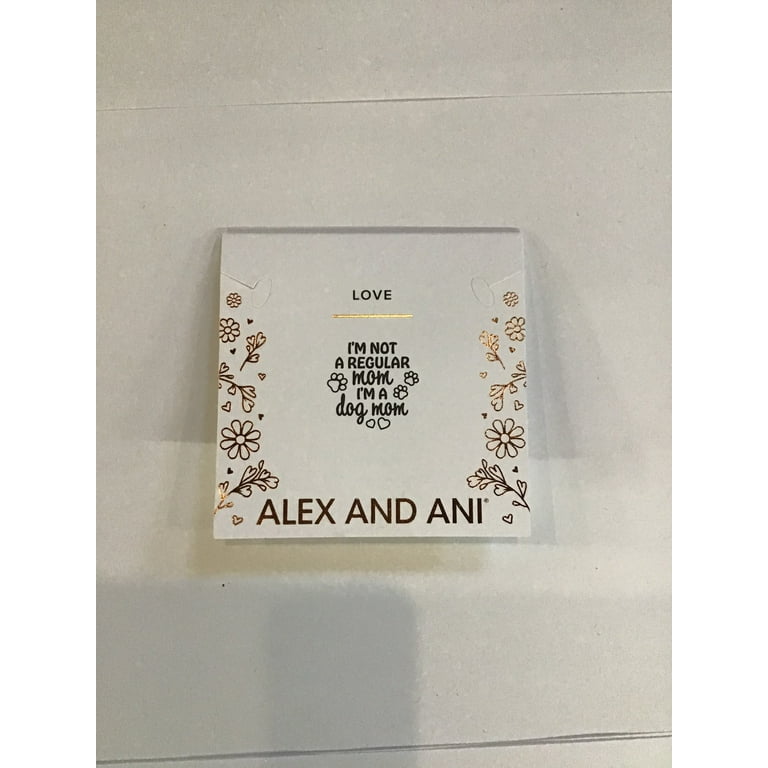 LOVE
I'M NOT
A REGULAR
mom
I'M A
dog mom
ALEX AND ANI®